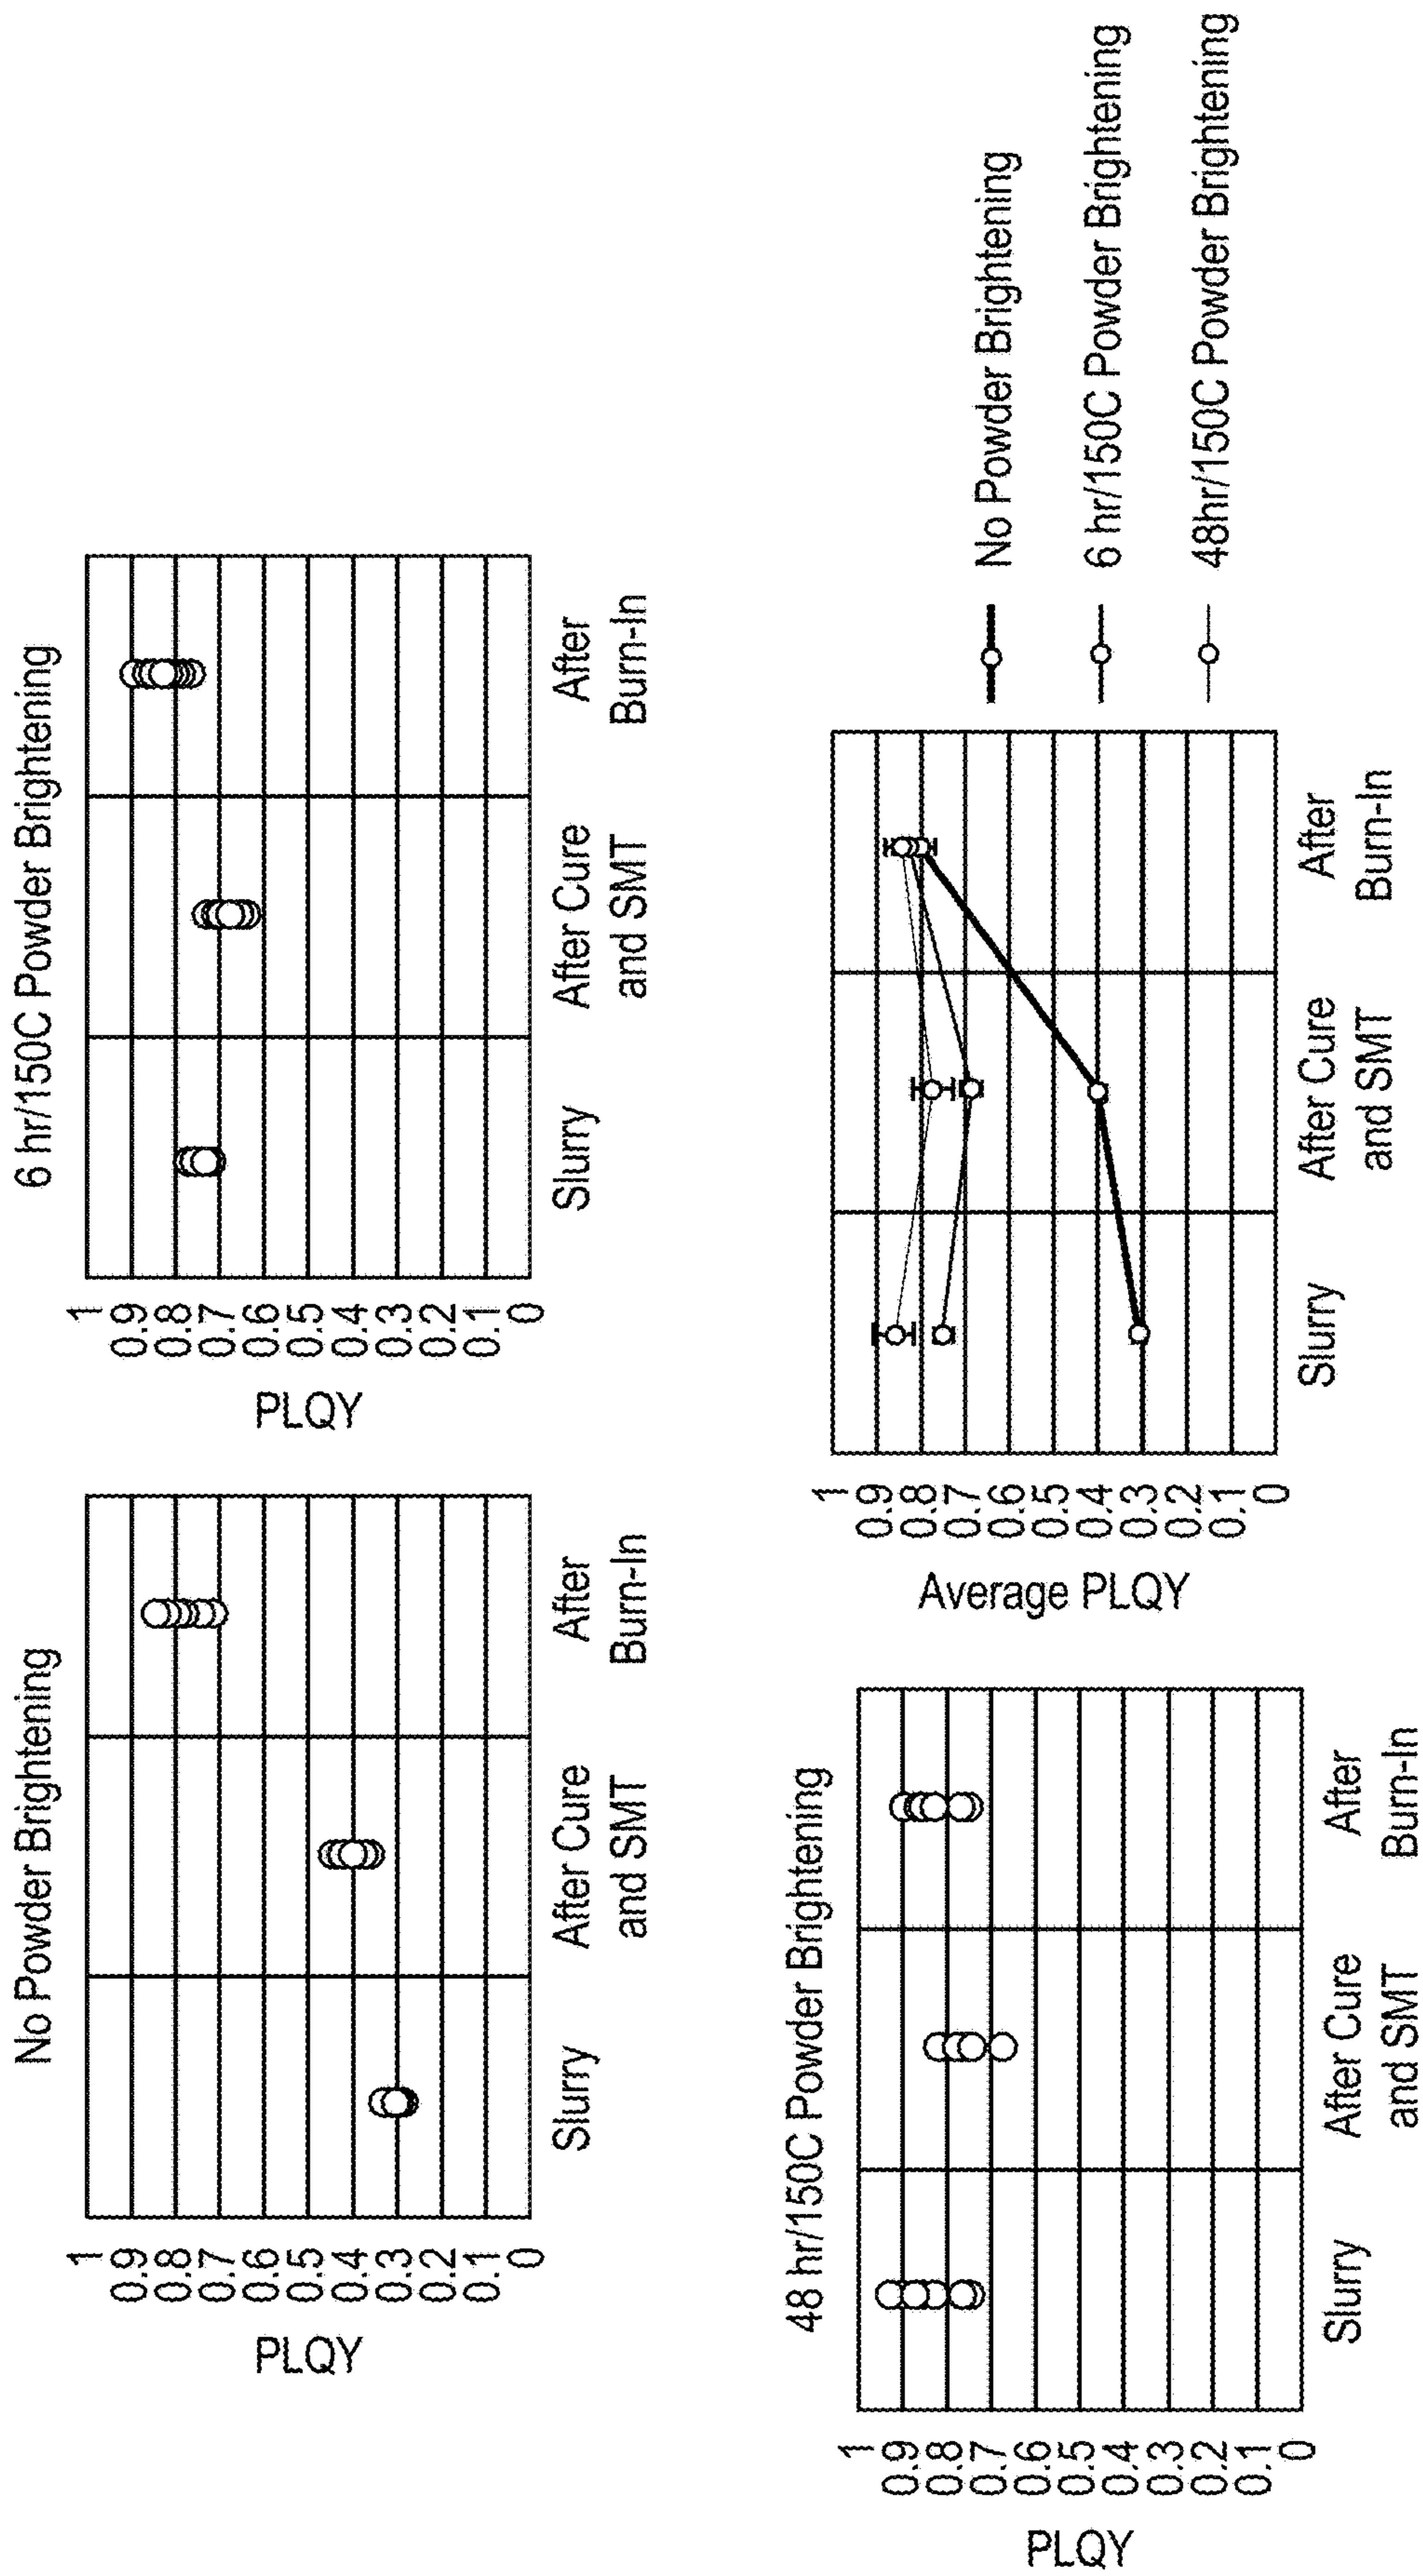 No Powder Brightening
PLQY
1
0.9
0.8
0.7
0.6
0.5
0.4
0.3
0.2
0.1
0
Slurry
After Cure
and SMT
After
Burn-In
6 hr/150C Powder Brightening
PLQY
1
0.9
0.8
0.7
0.6
0.5
0.4
0.3
0.2
0.1
0
Slurry
After Cure
and SMT
After
Burn-In
48 hr/150C Powder Brightening
PLQY
1
0.9
0.8
0.7
0.6
0.5
0.4
0.3
0.2
0.1
0
Slurry
After Cure
and SMT
After
Burn-In
Average PLQY
1
0.9
0.8
0.7
0.6
0.5
0.4
0.3
0.2
0.1
0
Slurry
After Cure
and SMT
After
Burn-In
No Powder Brightening
6 hr/150C Powder Brightening
48hr/150C Powder Brightening